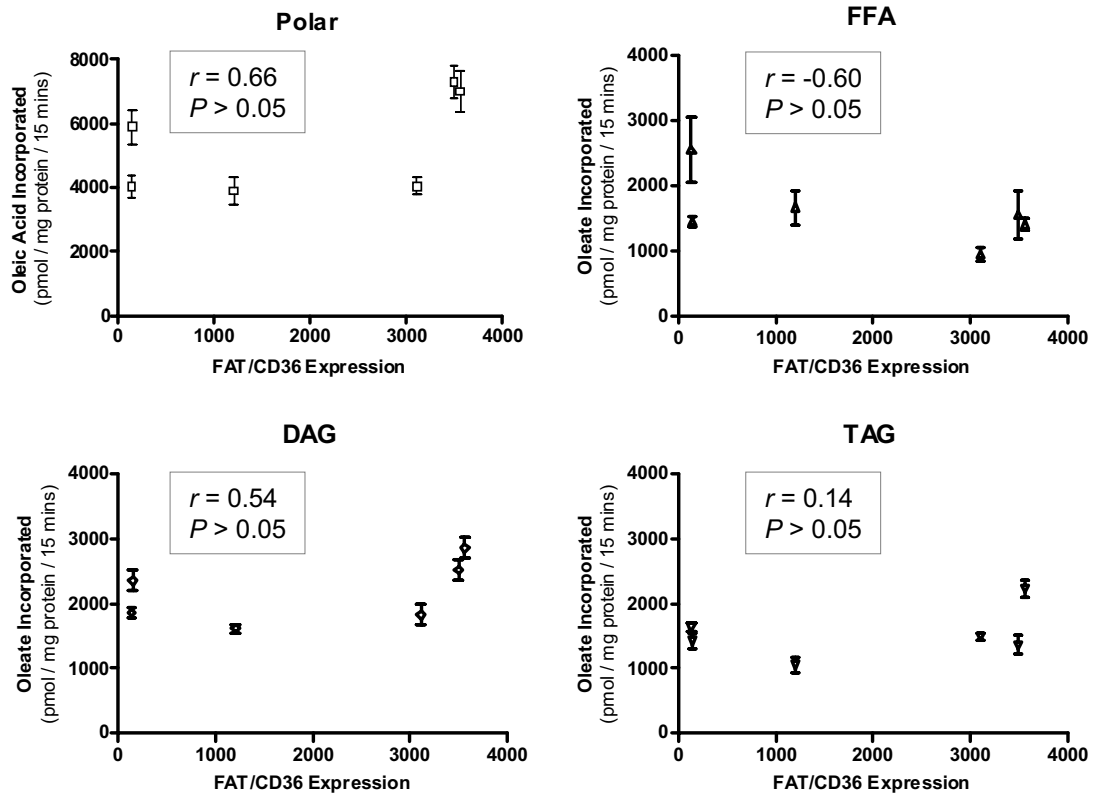 Polar
r = 0.66
P > 0.05
8000
6000
4000
2000
0
Oleic Acid Incorporated
(pmol / mg protein / 15 mins)
0 1000 2000 3000 4000
FAT/CD36 Expression
FFA
r = -0.60
P > 0.05
4000
3000
2000
1000
0
Oleate Incorporated
(pmol / mg protein / 15 mins)
0 1000 2000 3000 4000
FAT/CD36 Expression
DAG
r = 0.54
P > 0.05
4000
3000
2000
1000
0
Oleate Incorporated
(pmol / mg protein / 15 mins)
0 1000 2000 3000 4000
FAT/CD36 Expression
TAG
r = 0.14
P > 0.05
4000
3000
2000
1000
0
Oleate Incorporated
(pmol / mg protein / 15 mins)
0 1000 2000 3000 4000
FAT/CD36 Expression